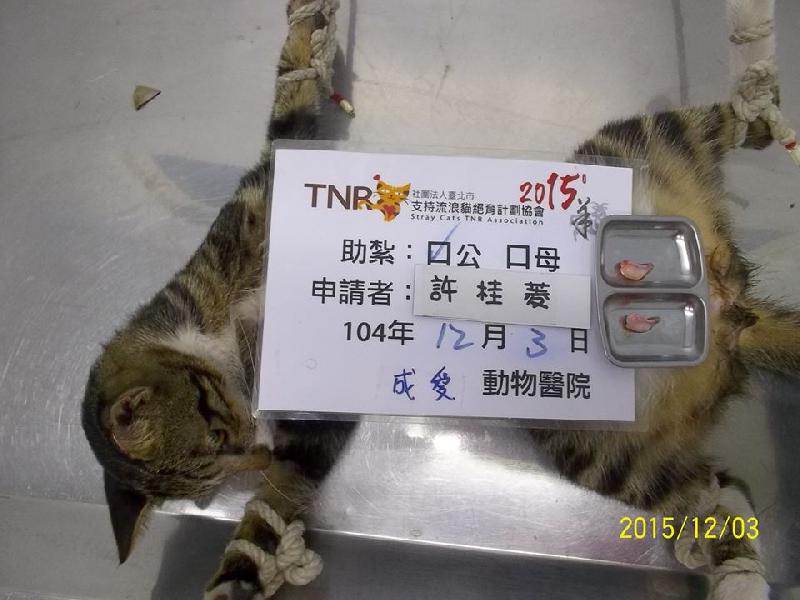 TNR 社團法人臺北市
支持流浪貓絕育計劃協會
Stray Cats TNR Association
2015 羊
助紮：☑公 口母
申請者：許桂菱
104年 12月 3日
成愛 動物醫院
2015/12/03